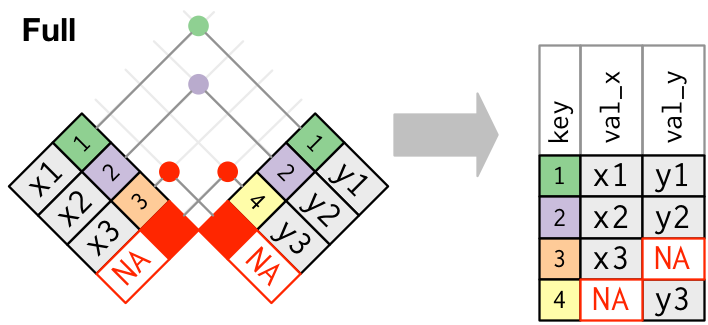 Full
1 x1
2 x2
3 x3
NA
1 y1
2 y2
4 y3
NA
key val_x val_y
1 x1 y1
2 x2 y2
3 x3 NA
4 NA y3